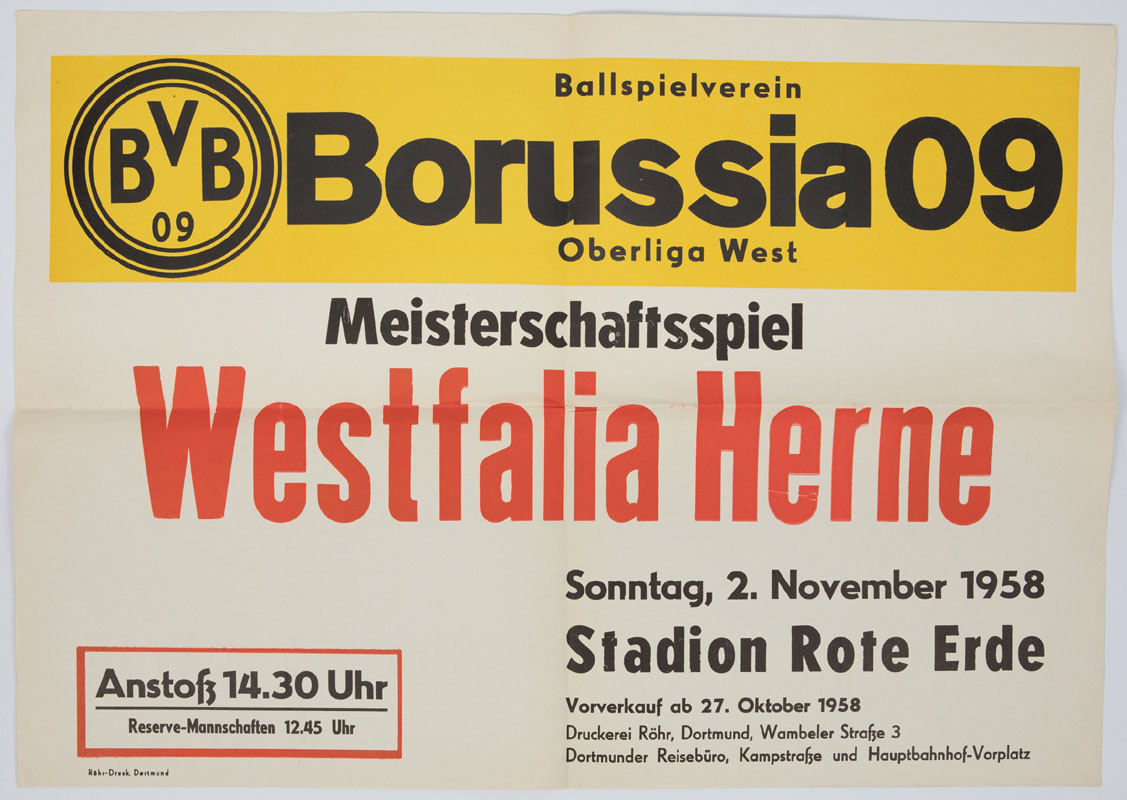 BVB
09
Ballspielverein
Borussia 09
Oberliga West
Meisterschaftsspiel
Westfalia Herne
Sonntag, 2. November 1958
Stadion Rote Erde
Anstoß 14.30 Uhr
Reserve-Mannschaften 12.45 Uhr
Vorverkauf ab 27. Oktober 1958
Druckerei Röhr, Dortmund, Wambeler Straße 3
Dortmunder Reisebüro, Kampstraße und Hauptbahnhof-Vorplatz
Röhr-Druck, Dortmund